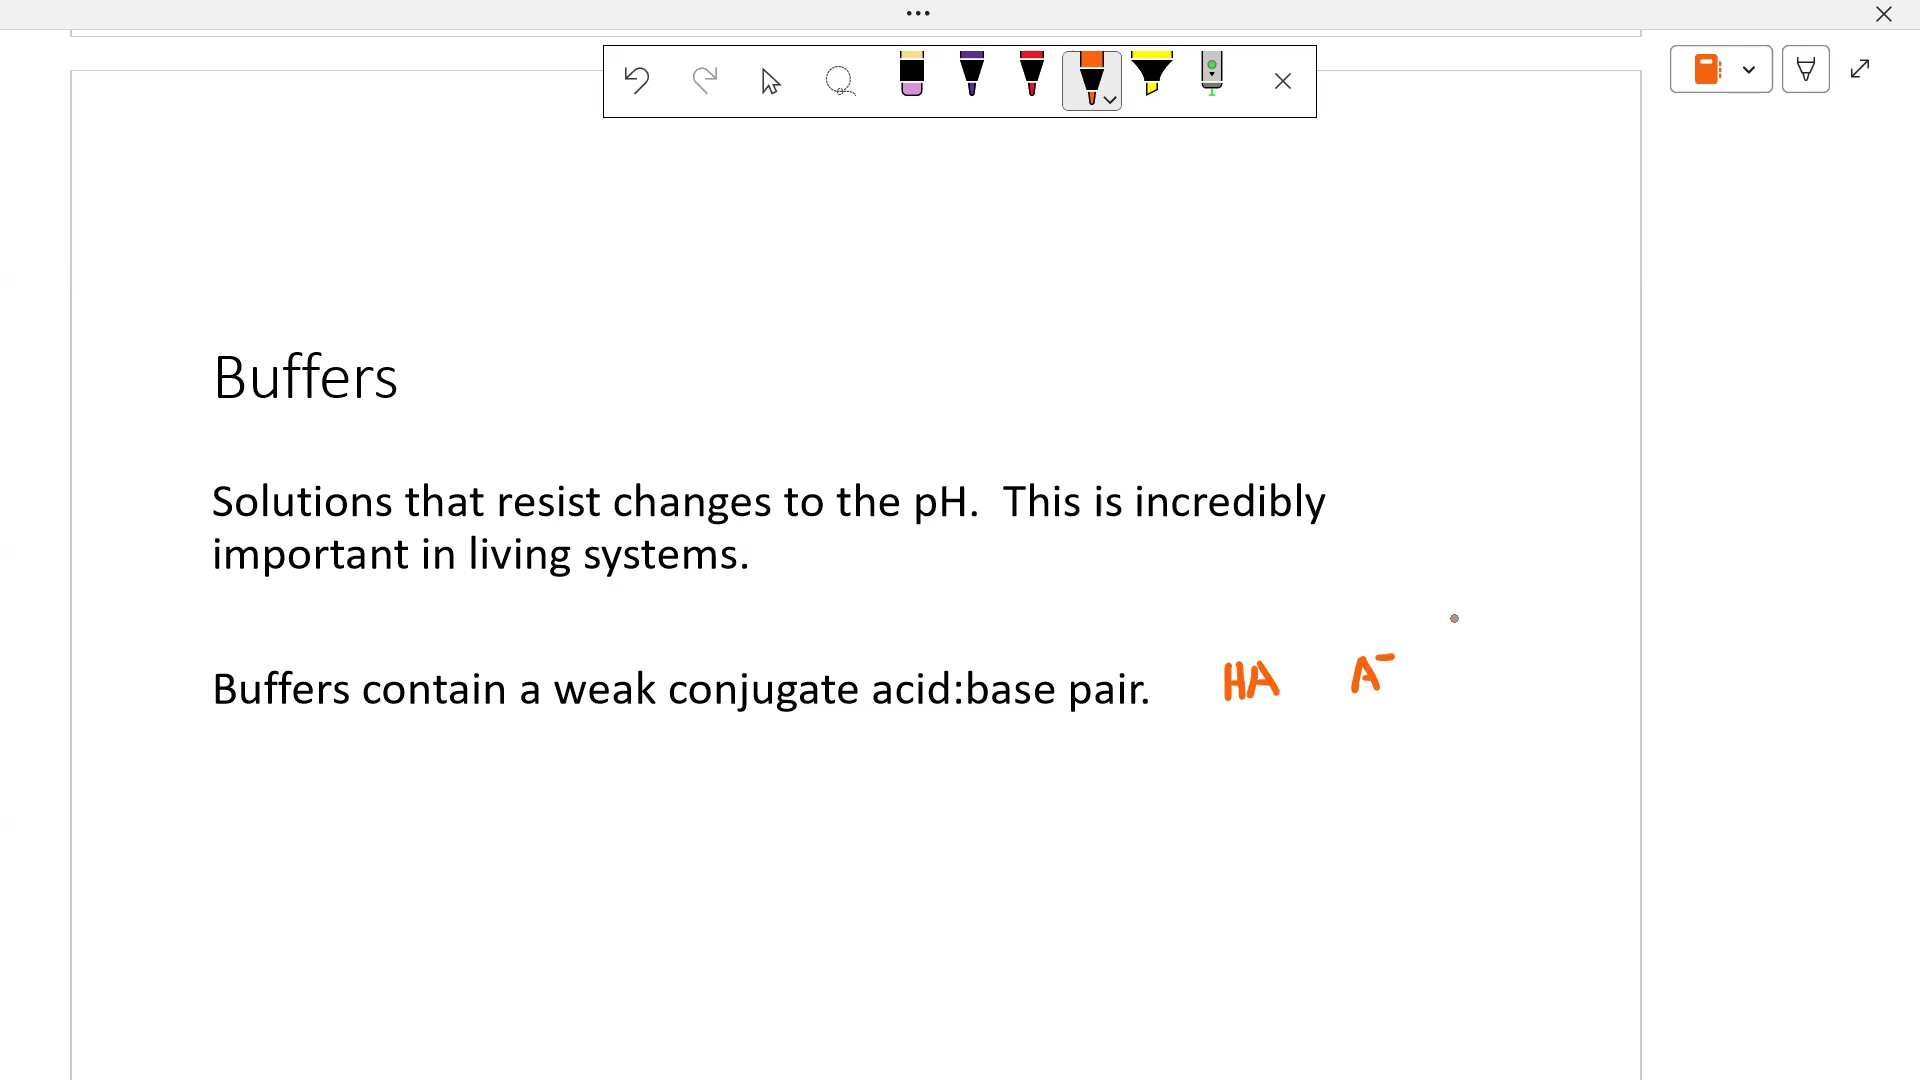 Buffers
Solutions that resist changes to the pH. This is incredibly
important in living systems.
Buffers contain a weak conjugate acid:base pair. HA A⁻